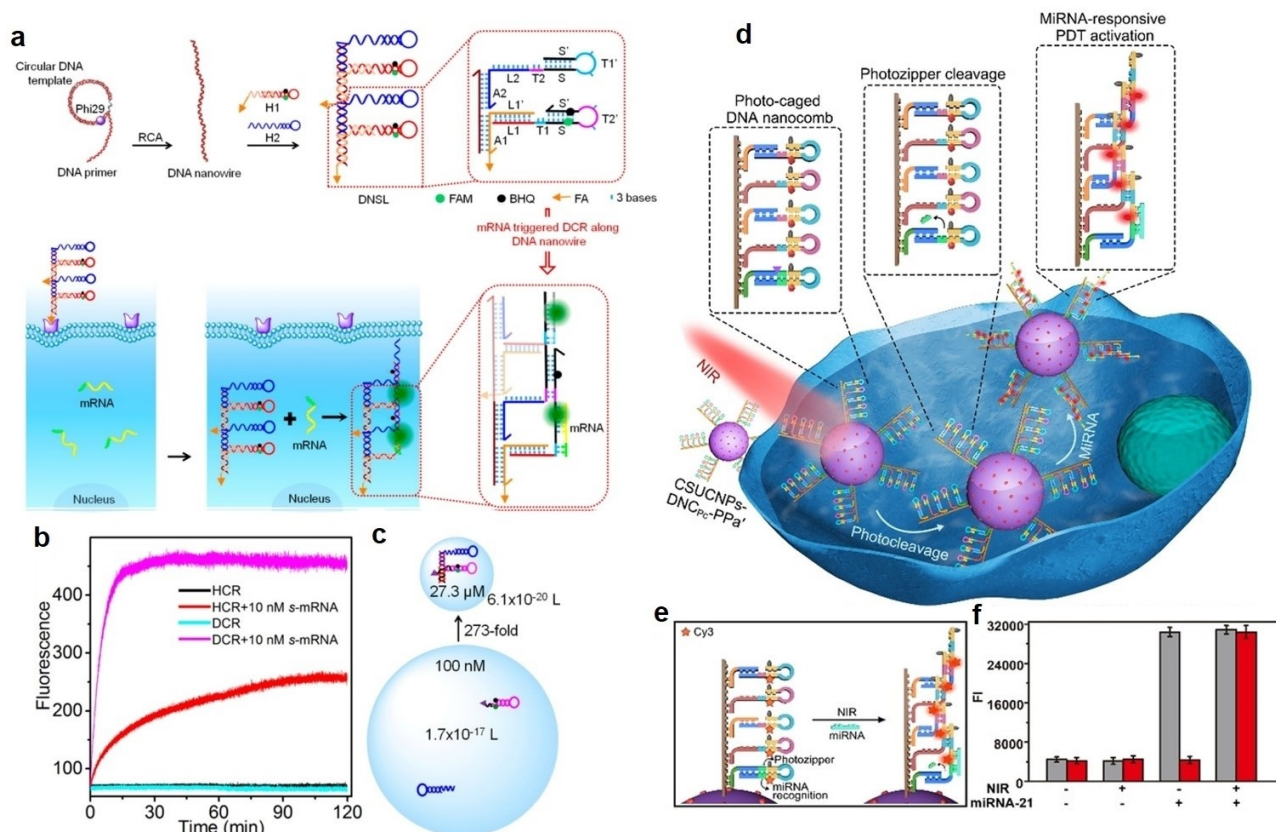 a
Circular DNA
template
Phi29
DNA primer
RCA
DNA nanowire
H1
H2
DNSL
A2
L2
T2
S'
S
T1'
L1'
A1
L1
T1
S'
S
T2'
FAM
BHQ
FA
3 bases
mRNA triggered DCR along
DNA nanowire
mRNA
Nucleus
mRNA
Nucleus
mRNA
b
Fluorescence
400
300
200
100
HCR
HCR+10 nM s-mRNA
DCR
DCR+10 nM s-mRNA
0
30
60
90
120
Time (min)
c
27.3 µM
6.1x10⁻²⁰ L
273-fold
100 nM
1.7x10⁻¹⁷ L
d
MiRNA-responsive
PDT activation
Photozipper cleavage
Photo-caged
DNA nanocomb
NIR
CSUCNPs-
DNCPc-PPa'
Photocleavage
MiRNA
e
Cy3
NIR
miRNA
Photozipper
miRNA
recognition
f
FI
32000
24000
16000
8000
0
NIR - + - +
miRNA-21 - - + +